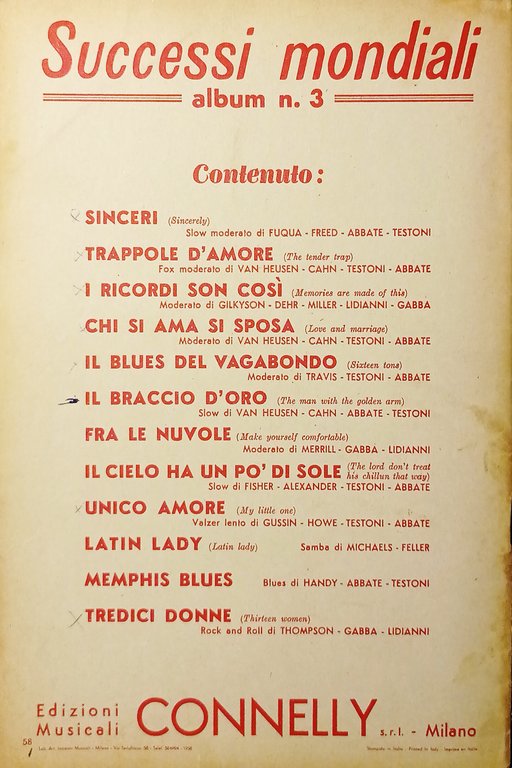 Successi mondiali
album n. 3
Contenuto:
SINCERI (Sincerely)
Slow moderato di FUQUA - FREED - ABBATE - TESTONI
TRAPPOLE D'AMORE (The tender trap)
Fox moderato di VAN HEUSEN - CAHN - TESTONI - ABBATE
I RICORDI SON COSÌ (Memories are made of this)
Moderato di GILKYSON - DEHR - MILLER - LIDIANNI - GABBA
CHI SI AMA SI SPOSA (Love and marriage)
Moderato di VAN HEUSEN - CAHN - TESTONI - ABBATE
IL BLUES DEL VAGABONDO (Sixteen tons)
Moderato di TRAVIS - TESTONI - ABBATE
IL BRACCIO D'ORO (The man with the golden arm)
Slow di VAN HEUSEN - CAHN - ABBATE - TESTONI
FRA LE NUVOLE (Make yourself comfortable)
Moderato di MERRILL - GABBA - LIDIANNI
IL CIELO HA UN PO' DI SOLE (The lord don't treat
his chillun that way)
Slow di FISHER - ALEXANDER - TESTONI - ABBATE
UNICO AMORE (My little one)
Valzer lento di GUSSIN - HOWE - TESTONI - ABBATE
LATIN LADY (Latin lady) Samba di MICHAELS - FELLER
MEMPHIS BLUES Blues di HANDY - ABBATE - TESTONI
TREDICI DONNE (Thirteen women)
Rock and Roll di THOMPSON - GABBA - LIDIANNI
Edizioni
Musicali CONNELLY s.r.l. - Milano
58
Stampato in Italia - Printed in Italy - Imprimé en Italie